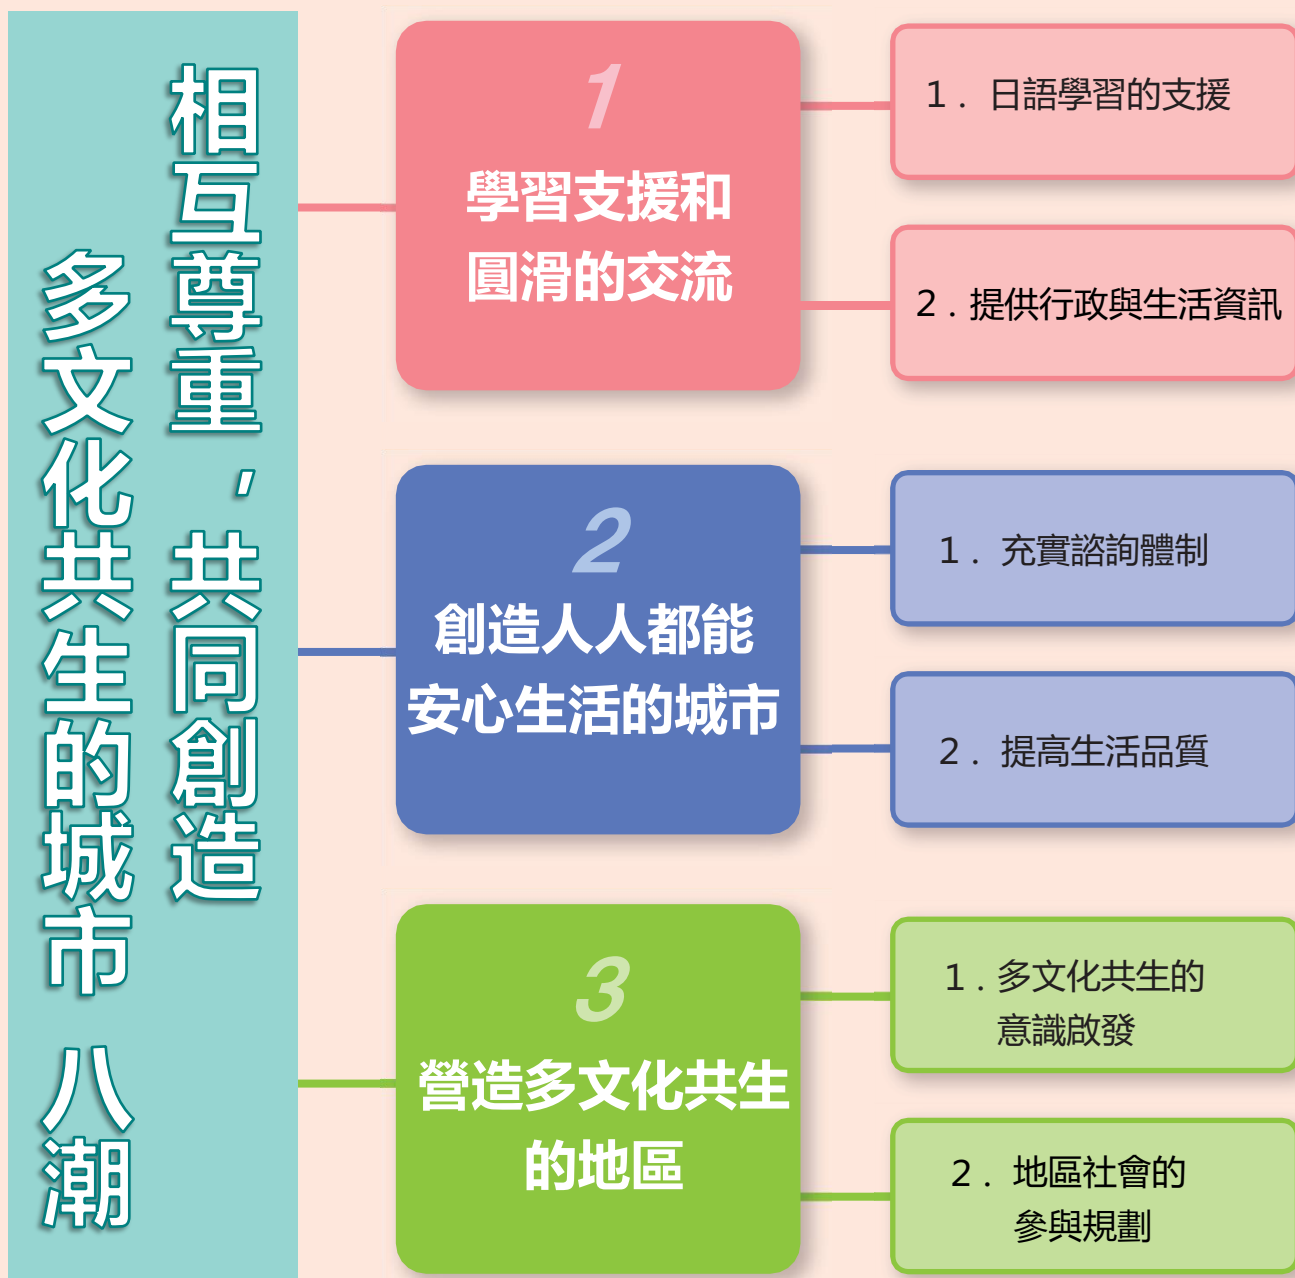 相互尊重，共同創造
多文化共生的城市 八潮
1
學習支援和
圓滑的交流
1．日語學習的支援
2．提供行政與生活資訊
2
創造人人都能
安心生活的城市
1．充實諮詢體制
2．提高生活品質
3
營造多文化共生
的地區
1．多文化共生的
意識啟發
2．地區社會的
參與規劃